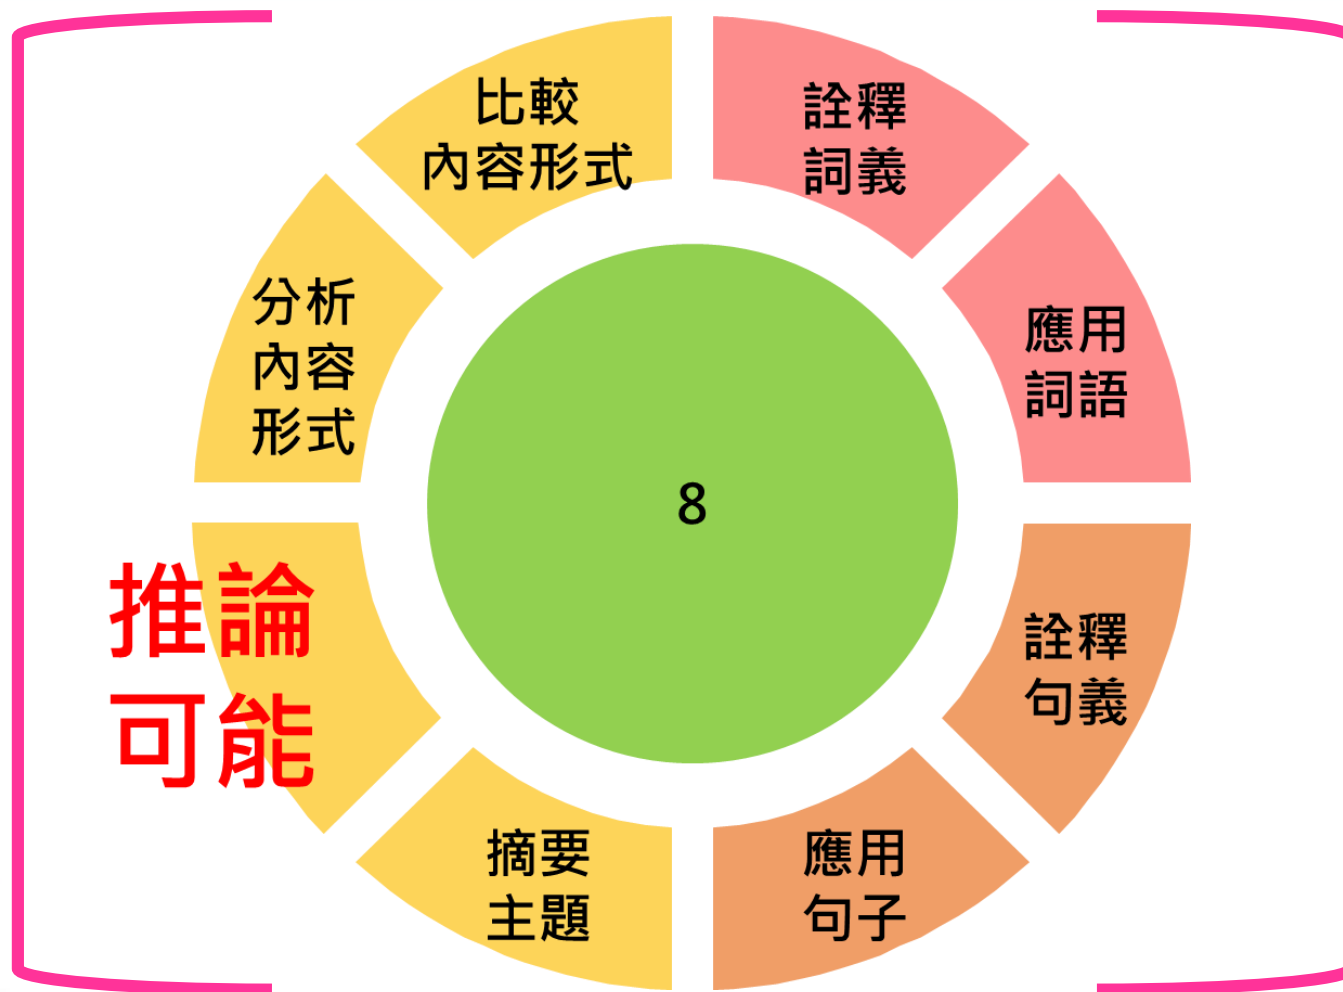 詮釋
詞義
應用
詞語
詮釋
句義
應用
句子
摘要
主題
推論
可能
分析
內容
形式
比較
內容形式
8